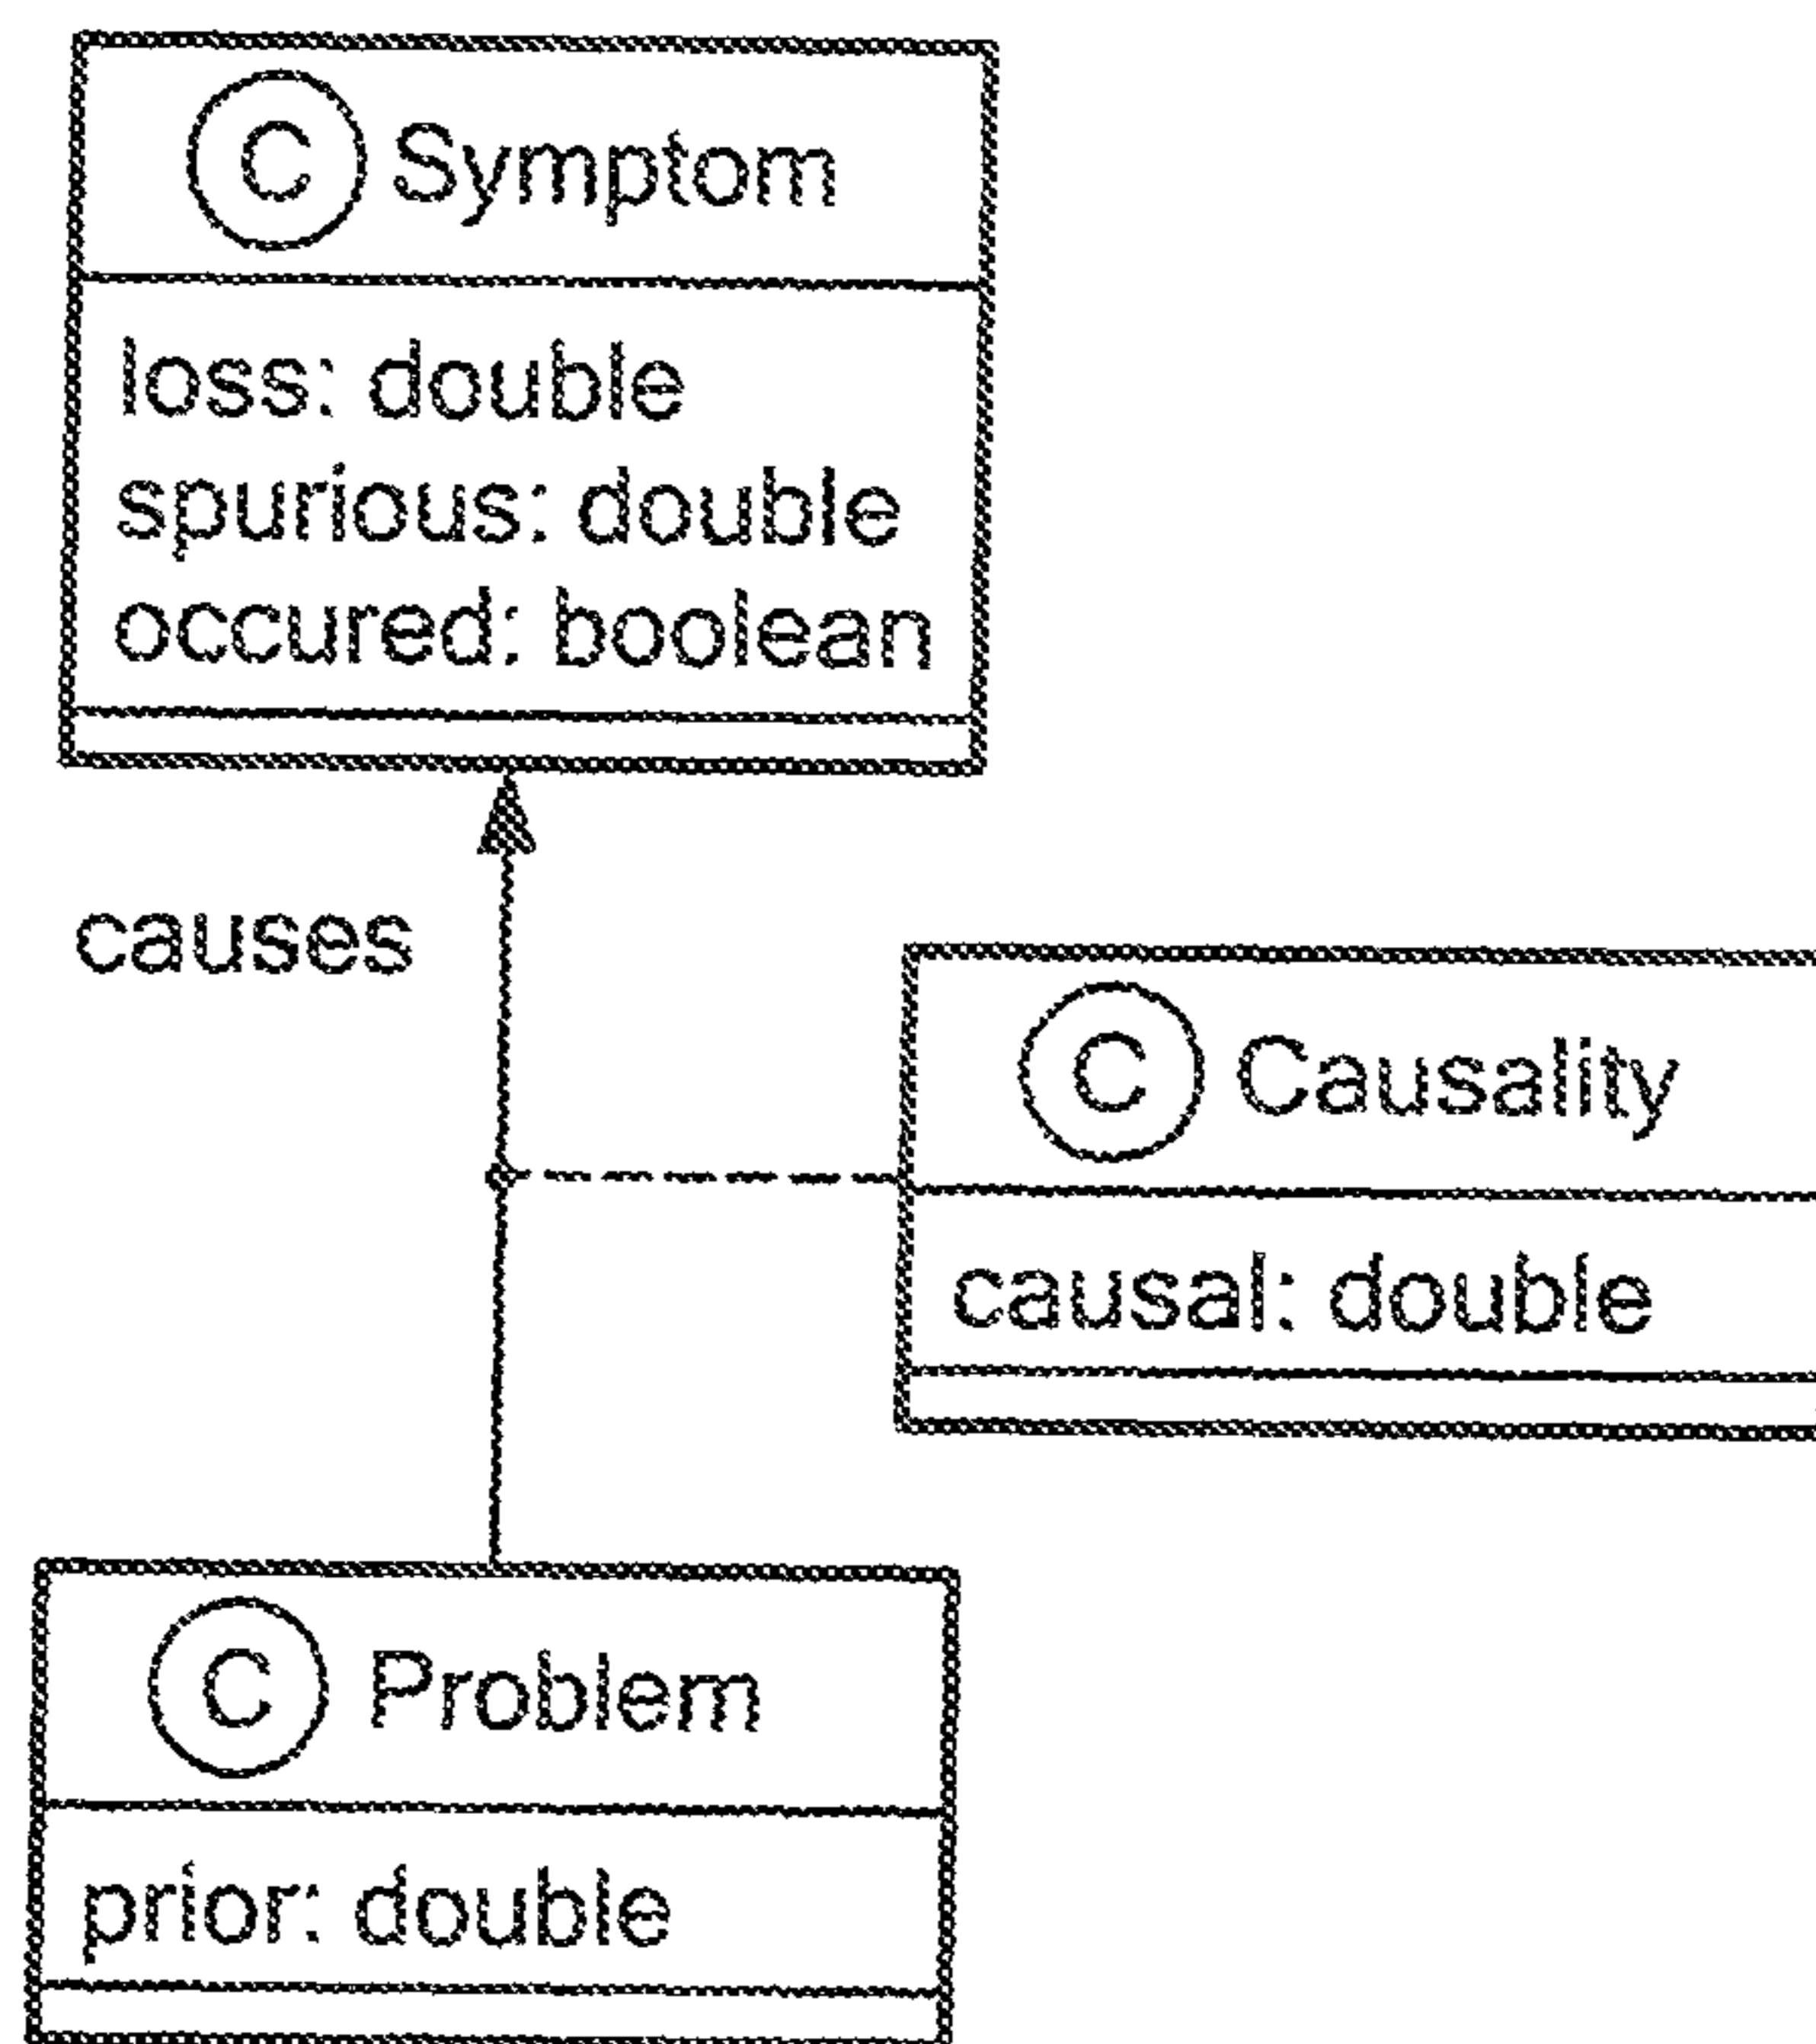 C Symptom
loss: double
spurious: double
occured: boolean
causes
C Causality
causal: double
C Problem
prior: double